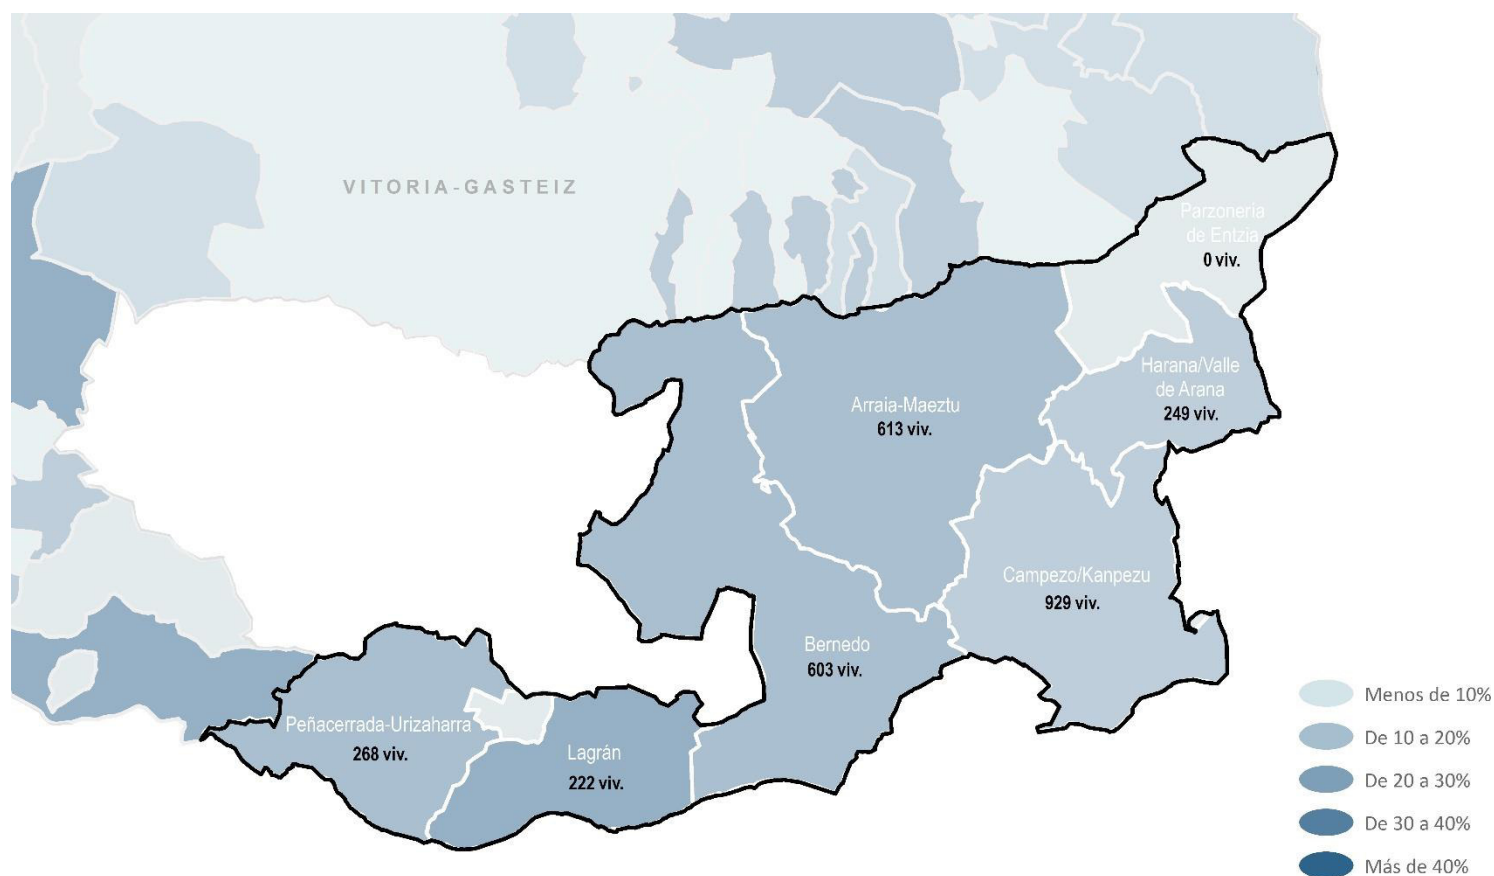 VITORIA-GASTEIZ
Parzonería
de Entzia
0 viv.
Harana/Valle
de Arana
249 viv.
Arraia-Maeztu
613 viv.
Campezo/Kanpezu
929 viv.
Bernedo
603 viv.
Peñacerrada-Urizaharra
268 viv.
Lagrán
222 viv.
Menos de 10%
De 10 a 20%
De 20 a 30%
De 30 a 40%
Más de 40%